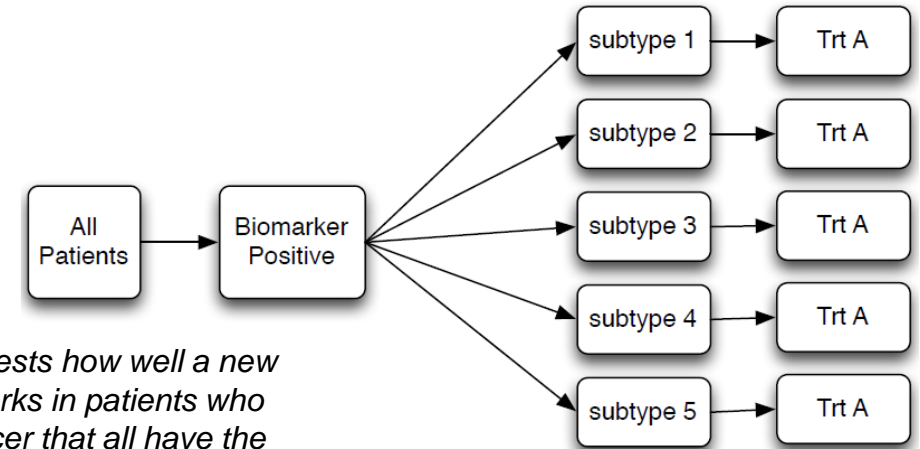 subtype 1
Trt A
subtype 2
Trt A
All
Patients
Biomarker
Positive
subtype 3
Trt A
subtype 4
Trt A
subtype 5
Trt A
ests how well a new
rks in patients who
cer that all have the